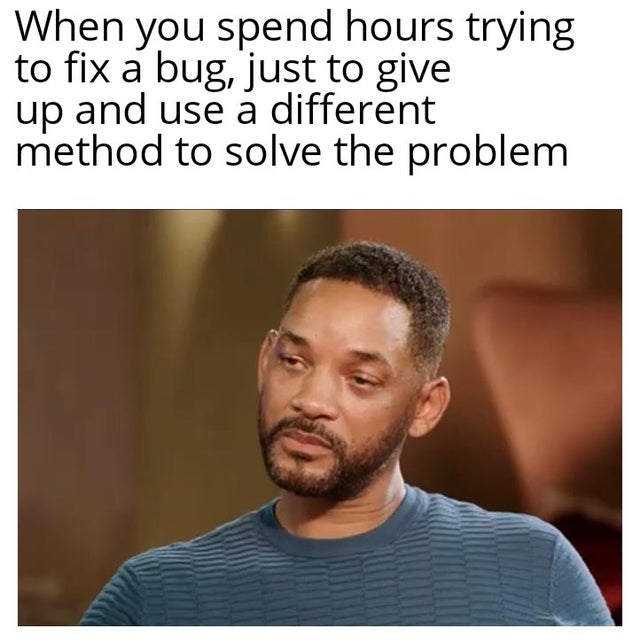 When you spend hours trying
to fix a bug, just to give
up and use a different
method to solve the problem